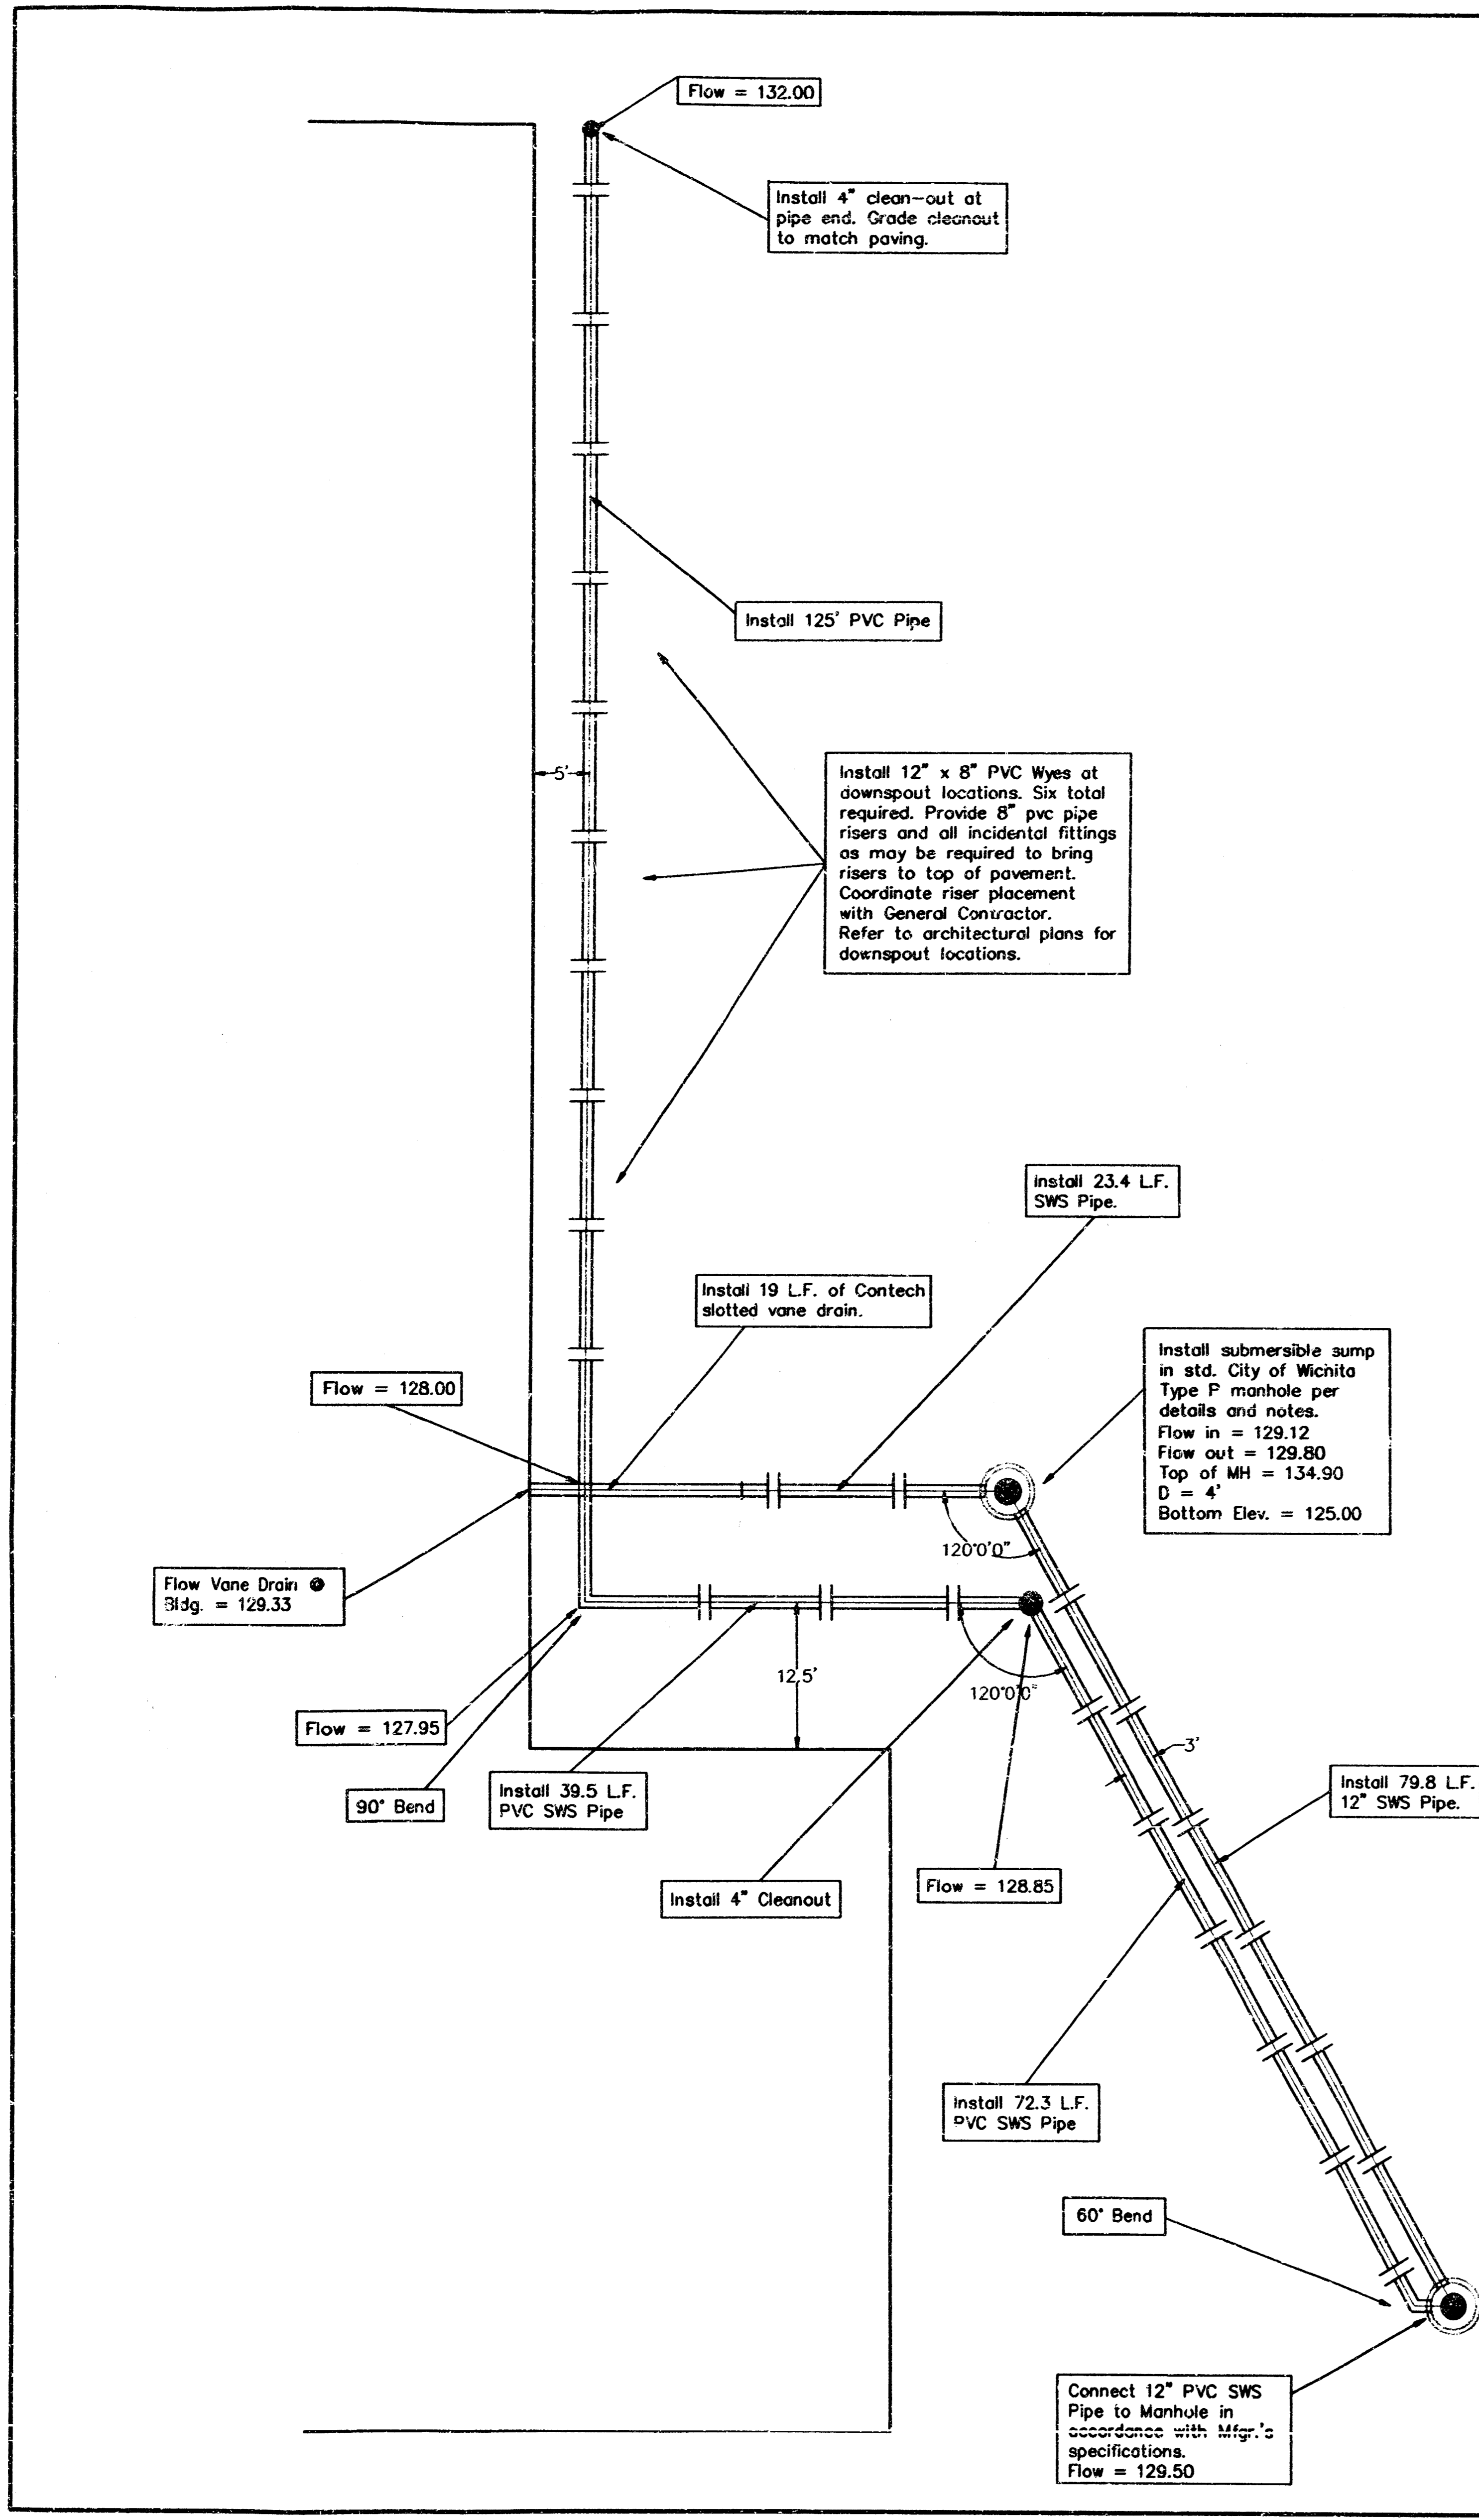 Flow = 132.00
Install 4" clean-out at
pipe end. Grade cleanout
to match paving.
Install 125' PVC Pipe
5'
Install 12" x 8" PVC Wyes at
downspout locations. Six total
required. Provide 8" pvc pipe
risers and all incidental fittings
as may be required to bring
risers to top of pavement.
Coordinate riser placement
with General Contractor.
Refer to architectural plans for
downspout locations.
Install 23.4 L.F.
SWS Pipe.
Install 19 L.F. of Contech
slotted vane drain.
Install submersible sump
in std. City of Wichita
Type P manhole per
details and notes.
Flow in = 129.12
Flow out = 129.80
Top of MH = 134.90
D = 4'
Bottom Elev. = 125.00
Flow = 128.00
120°0'0"
Flow Vane Drain @
Bldg. = 129.33
12.5'
120°0'0"
Flow = 127.95
3'
90° Bend
Install 39.5 L.F.
PVC SWS Pipe
Install 79.8 L.F.
12" SWS Pipe.
Install 4" Cleanout
Flow = 128.85
Install 72.3 L.F.
PVC SWS Pipe
60° Bend
Connect 12" PVC SWS
Pipe to Manhole in
accordance with Mfgr.'s
specifications.
Flow = 129.50